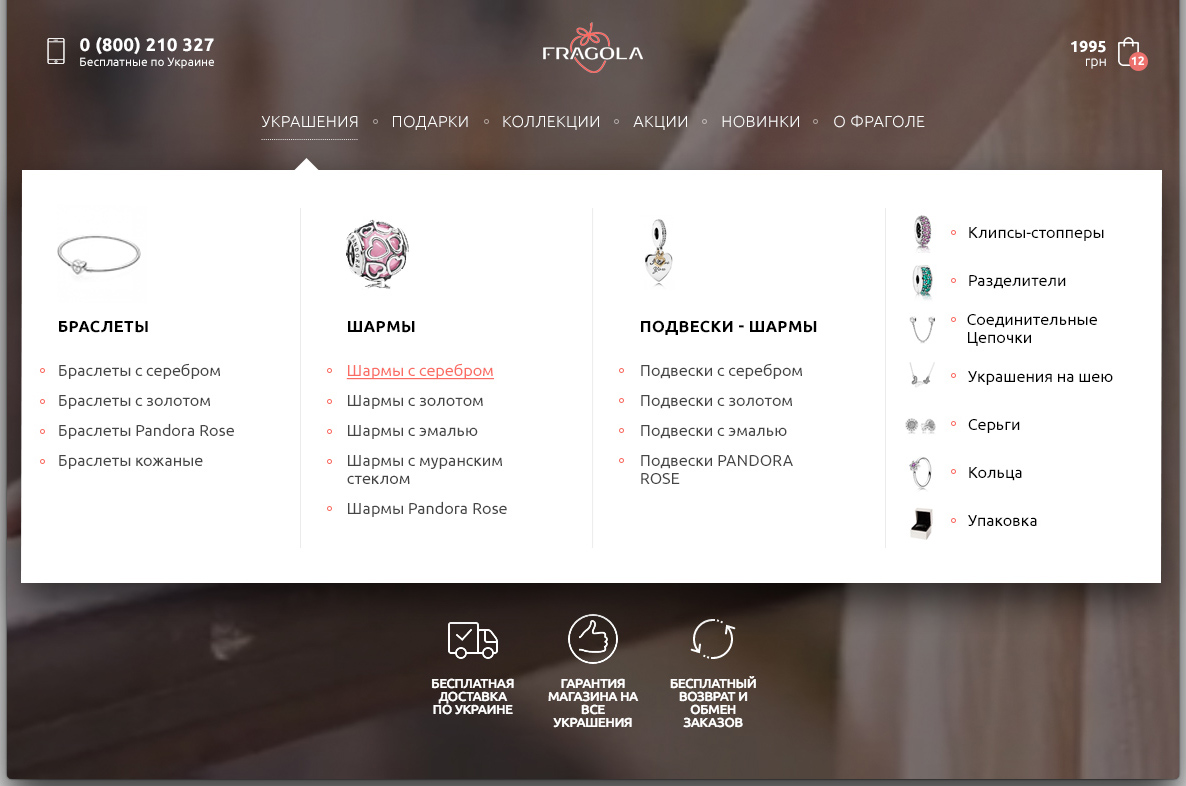 0 (800) 210 327
Бесплатные по Украине
FRAGOLA
1995
грн
12
УКРАШЕНИЯ ПОДАРКИ КОЛЛЕКЦИИ АКЦИИ НОВИНКИ О ФРАГОЛЕ
БРАСЛЕТЫ
Браслеты с серебром
Браслеты с золотом
Браслеты Pandora Rose
Браслеты кожаные
ШАРМЫ
Шармы с серебром
Шармы с золотом
Шармы с эмалью
Шармы с муранским
стеклом
Шармы Pandora Rose
ПОДВЕСКИ - ШАРМЫ
Подвески с серебром
Подвески с золотом
Подвески с эмалью
Подвески PANDORA
ROSE
Клипсы-стопперы
Разделители
Соединительные
Цепочки
Украшения на шею
Серьги
Кольца
Упаковка
БЕСПЛАТНАЯ
ДОСТАВКА
ПО УКРАИНЕ
ГАРАНТИЯ
МАГАЗИНА НА
ВСЕ
УКРАШЕНИЯ
БЕСПЛАТНЫЙ
ВОЗВРАТ И
ОБМЕН
ЗАКАЗОВ